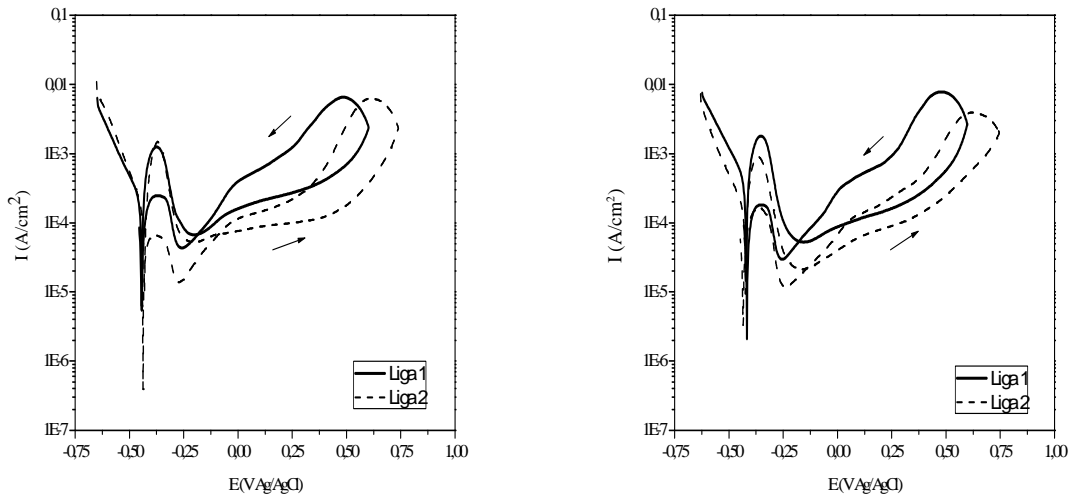 0,1
0,01
1E-3
1E-4
1E-5
1E-6
1E-7
I (A/cm²)
-0,75 -0,50 -0,25 0,00 0,25 0,50 0,75 1,00
E (V Ag/AgCl)
Liga 1
Liga 2
0,1
0,01
1E-3
1E-4
1E-5
1E-6
1E-7
I (A/cm²)
-0,75 -0,50 -0,25 0,00 0,25 0,50 0,75 1,00
E (V Ag/AgCl)
Liga 1
Liga 2